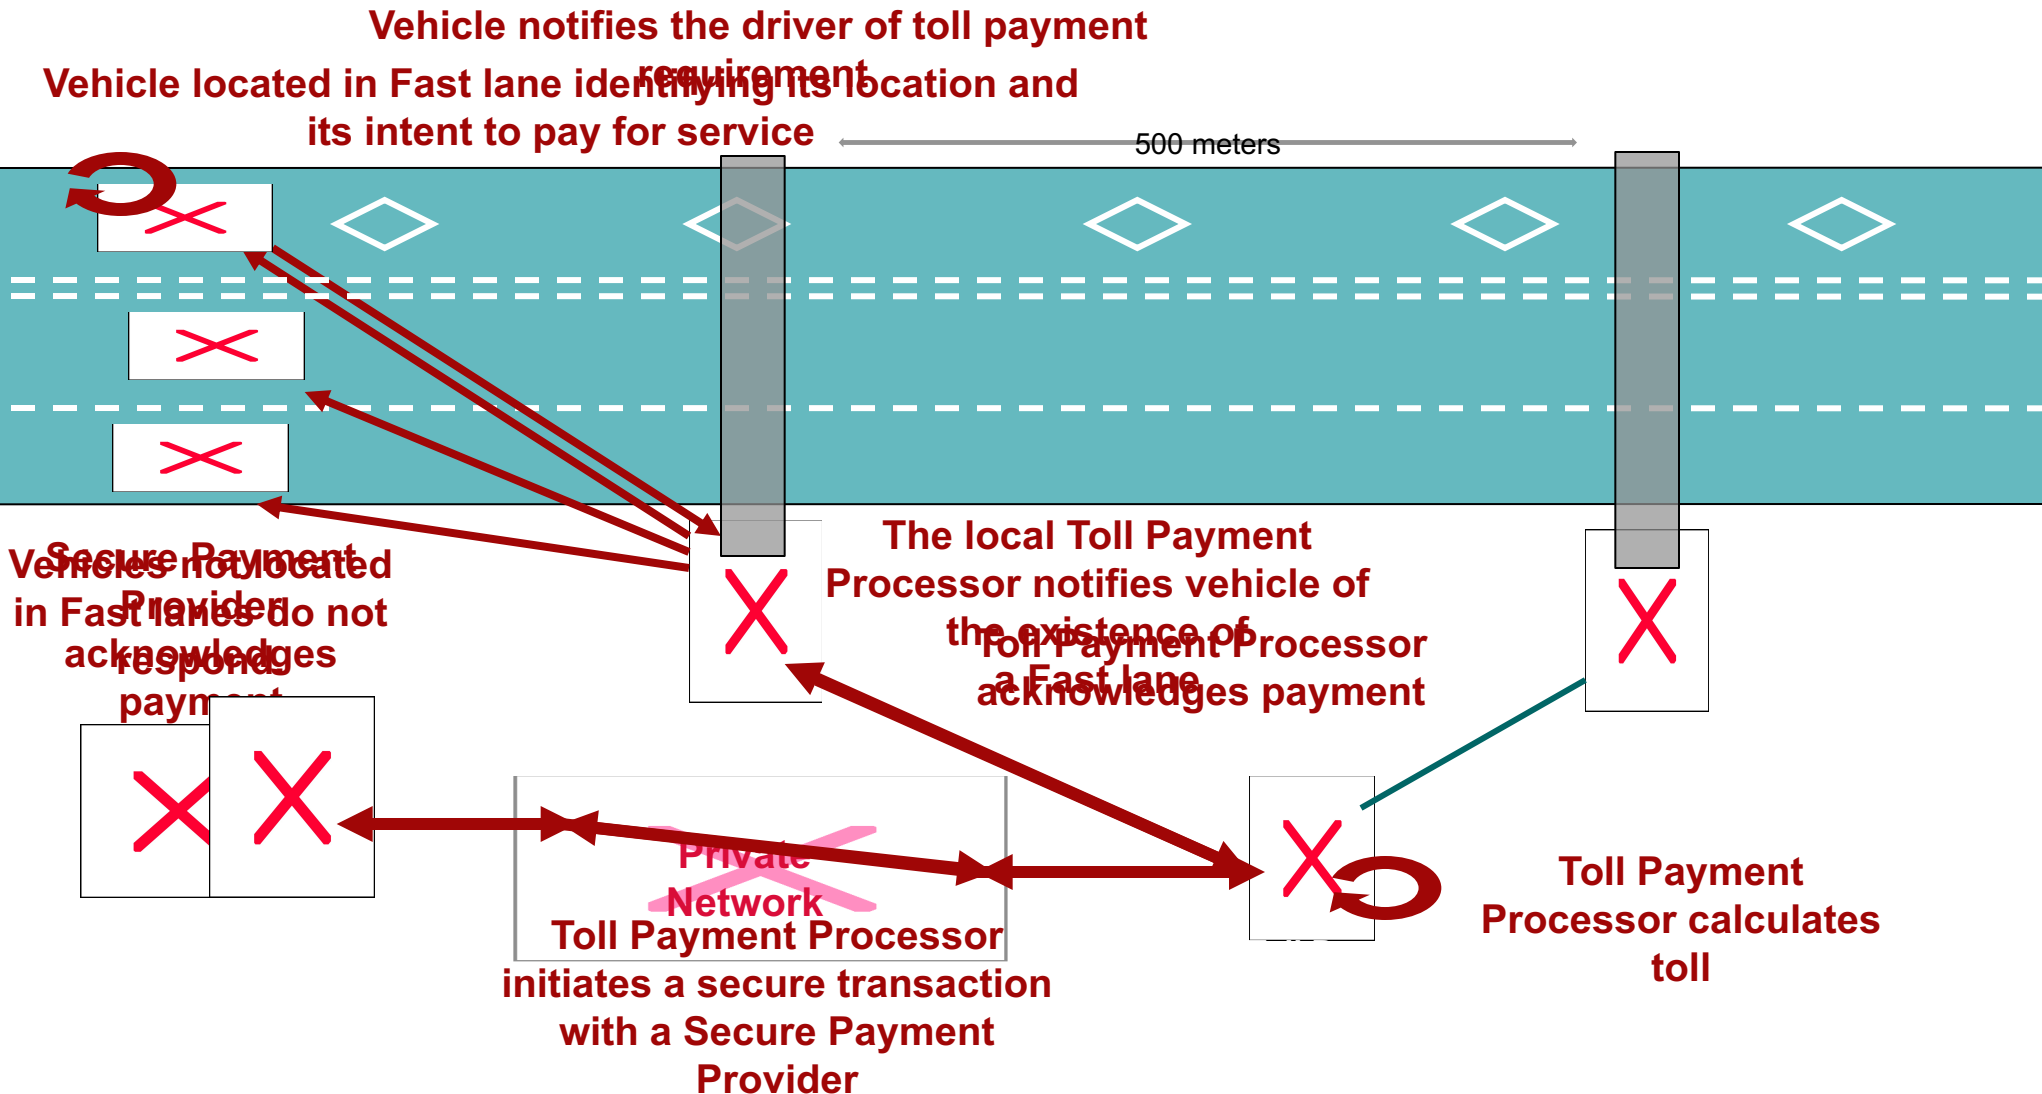 Vehicle notifies the driver of toll payment
requirement
Vehicle located in Fast lane identifying its location and
its intent to pay for service
500 meters
The local Toll Payment
Processor notifies vehicle of
the existence of
a Fast lane
Toll Payment Processor
acknowledges payment
Secure Payment
Provider
acknowledges
payment
Vehicles not located
in Fast lanes do not
respond.
Private
Network
Toll Payment Processor
initiates a secure transaction
with a Secure Payment
Provider
Toll Payment
Processor calculates
toll